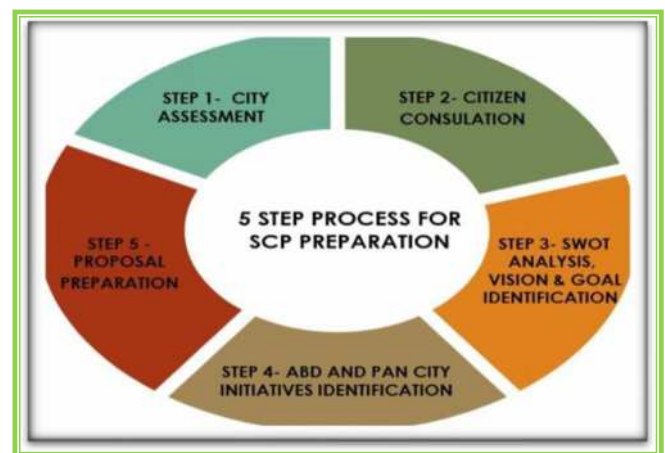 STEP 1- CITY
ASSESSMENT
STEP 2- CITIZEN
CONSULATION
5 STEP PROCESS FOR
SCP PREPARATION
STEP 3- SWOT
ANALYSIS,
VISION & GOAL
IDENTIFICATION
STEP 4- ABD AND PAN CITY
INITIATIVES IDENTIFICATION
STEP 5 -
PROPOSAL
PREPARATION